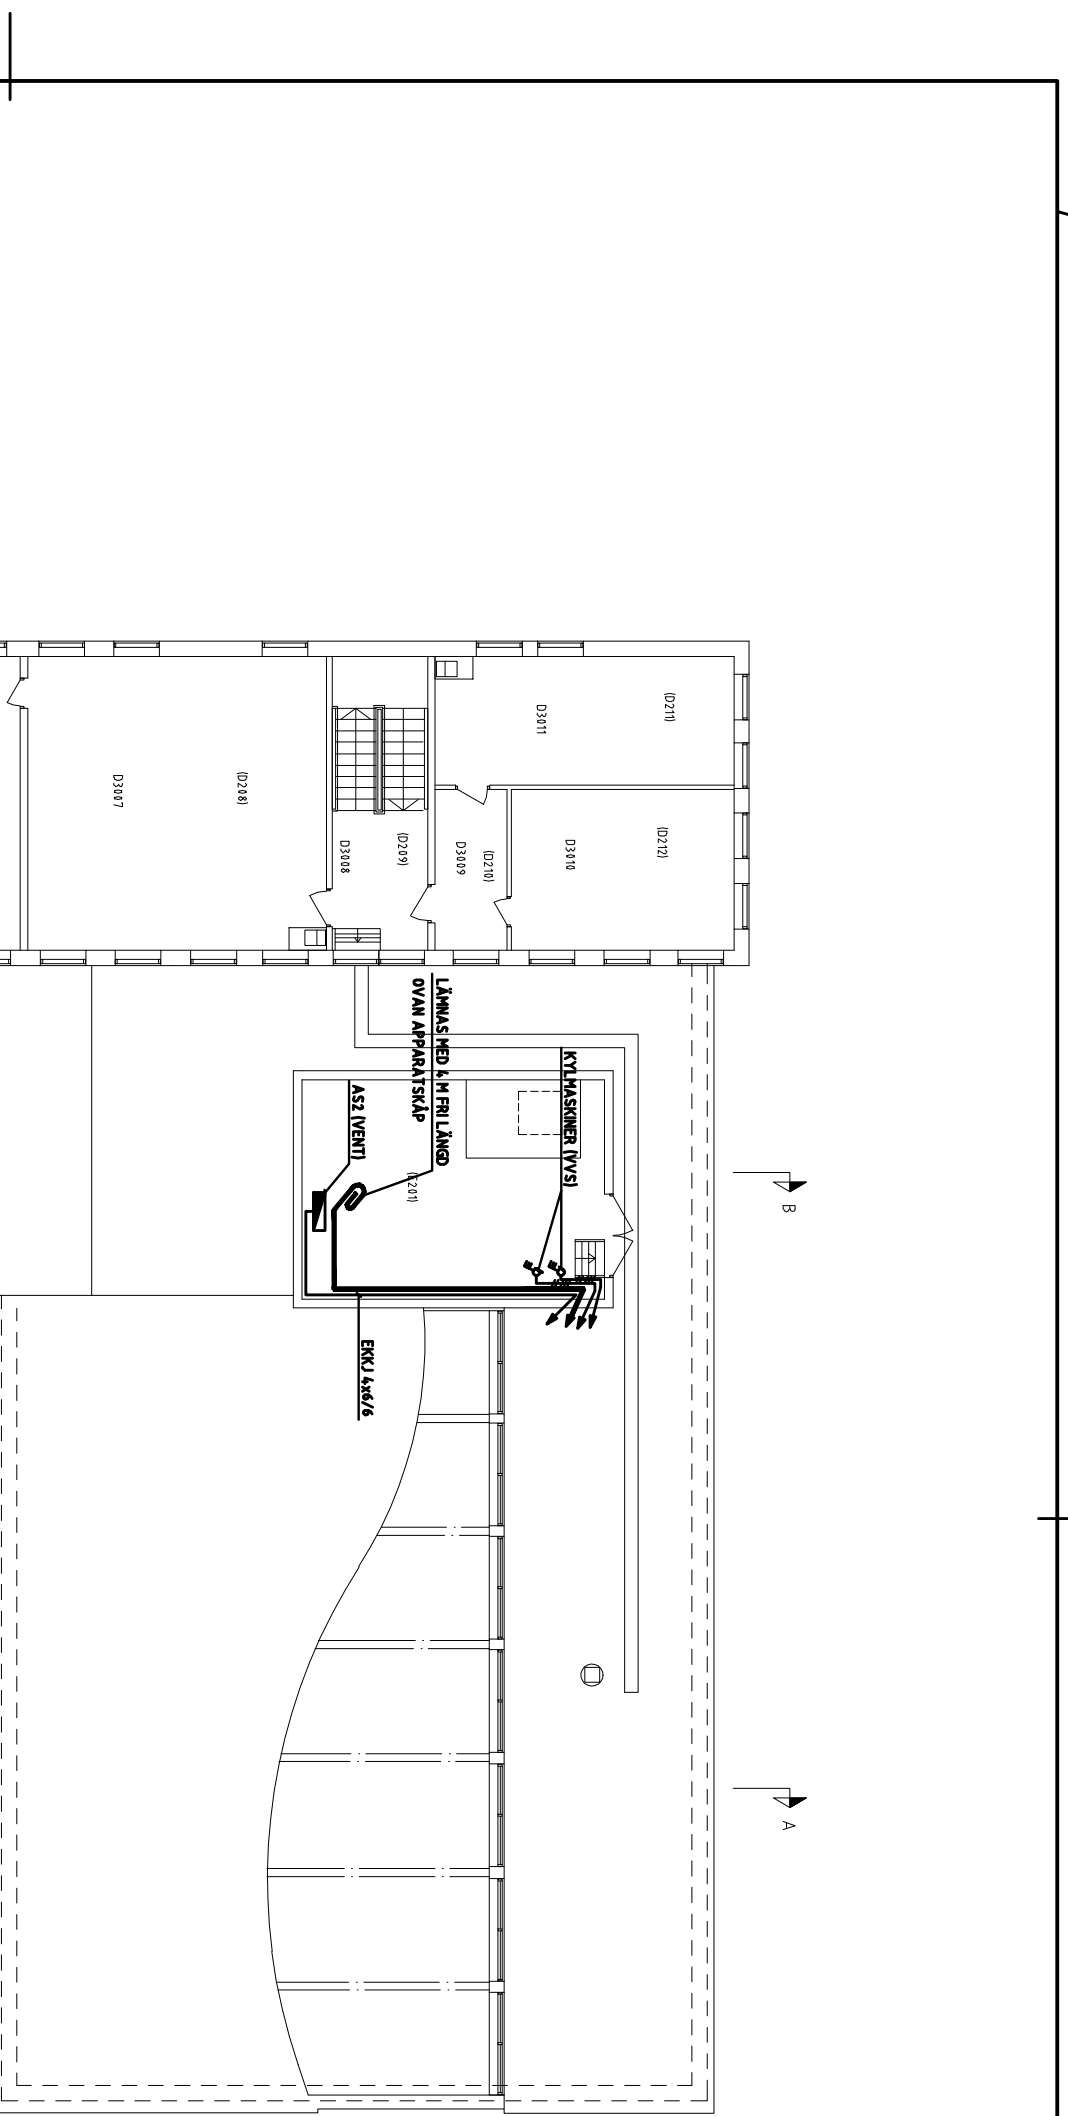 (D211)
D3011
(D212)
D3010
(D210)
D3009
(D209)
D3008
(D208)
D3007
LÄMNAS MED 4 M FRI LÄNGD
OVAN APPARATSKÅP
KYLMASKINER (VVS)
AS2 (VENT)
EKKJ 4x6/6
B
A